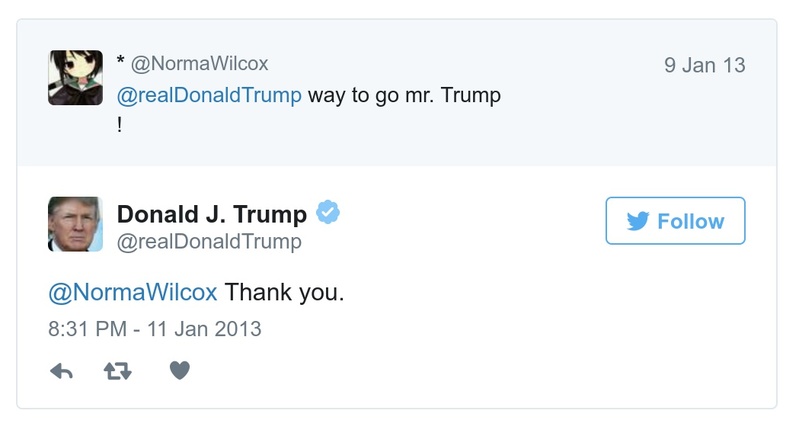 * @NormaWilcox
9 Jan 13
@realDonaldTrump way to go mr. Trump
!
Donald J. Trump
Follow
@realDonaldTrump
@NormaWilcox Thank you.
8:31 PM - 11 Jan 2013